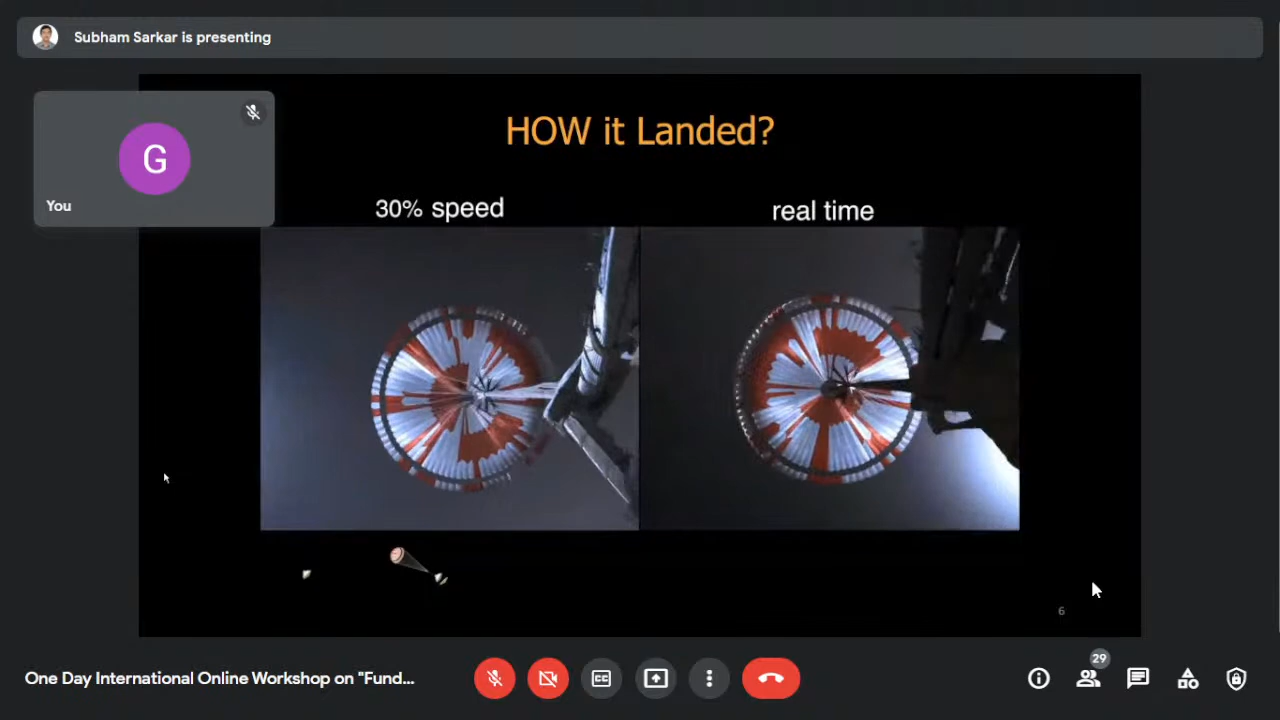 Subham Sarkar is presenting
HOW it Landed?
G
You
30% speed
real time
6
One Day International Online Workshop on "Fund...
CC
29